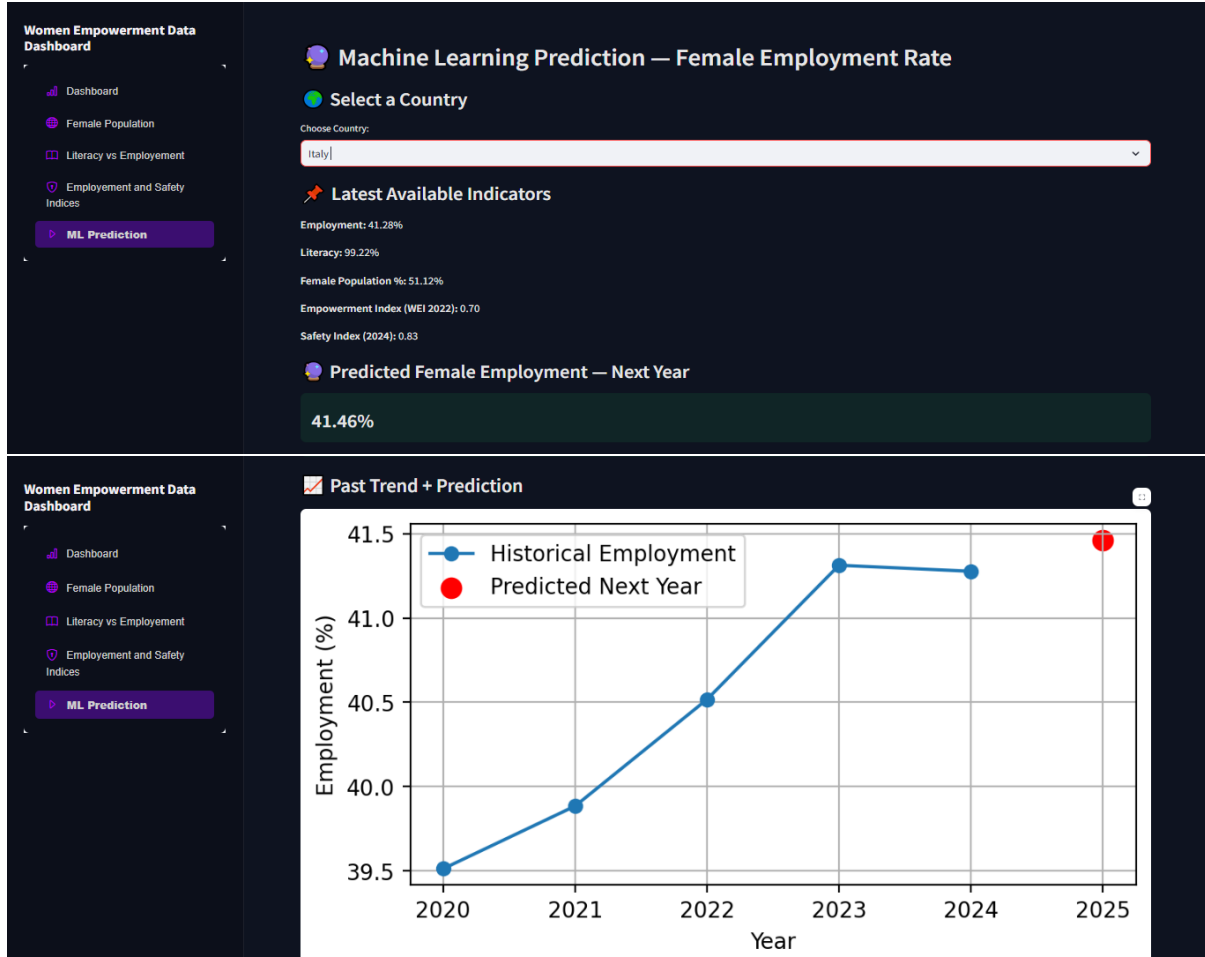 Women Empowerment Data
Dashboard
Dashboard
Female Population
Literacy vs Employement
Employement and Safety
Indices
ML Prediction
Machine Learning Prediction — Female Employment Rate
Select a Country
Choose Country:
Italy
Latest Available Indicators
Employment: 41.28%
Literacy: 99.22%
Female Population %: 51.12%
Empowerment Index (WEI 2022): 0.70
Safety Index (2024): 0.83
Predicted Female Employment — Next Year
41.46%
Women Empowerment Data
Dashboard
Dashboard
Female Population
Literacy vs Employement
Employement and Safety
Indices
ML Prediction
Past Trend + Prediction
Historical Employment
Predicted Next Year
Employment (%)
41.5
41.0
40.5
40.0
39.5
2020 2021 2022 2023 2024 2025
Year